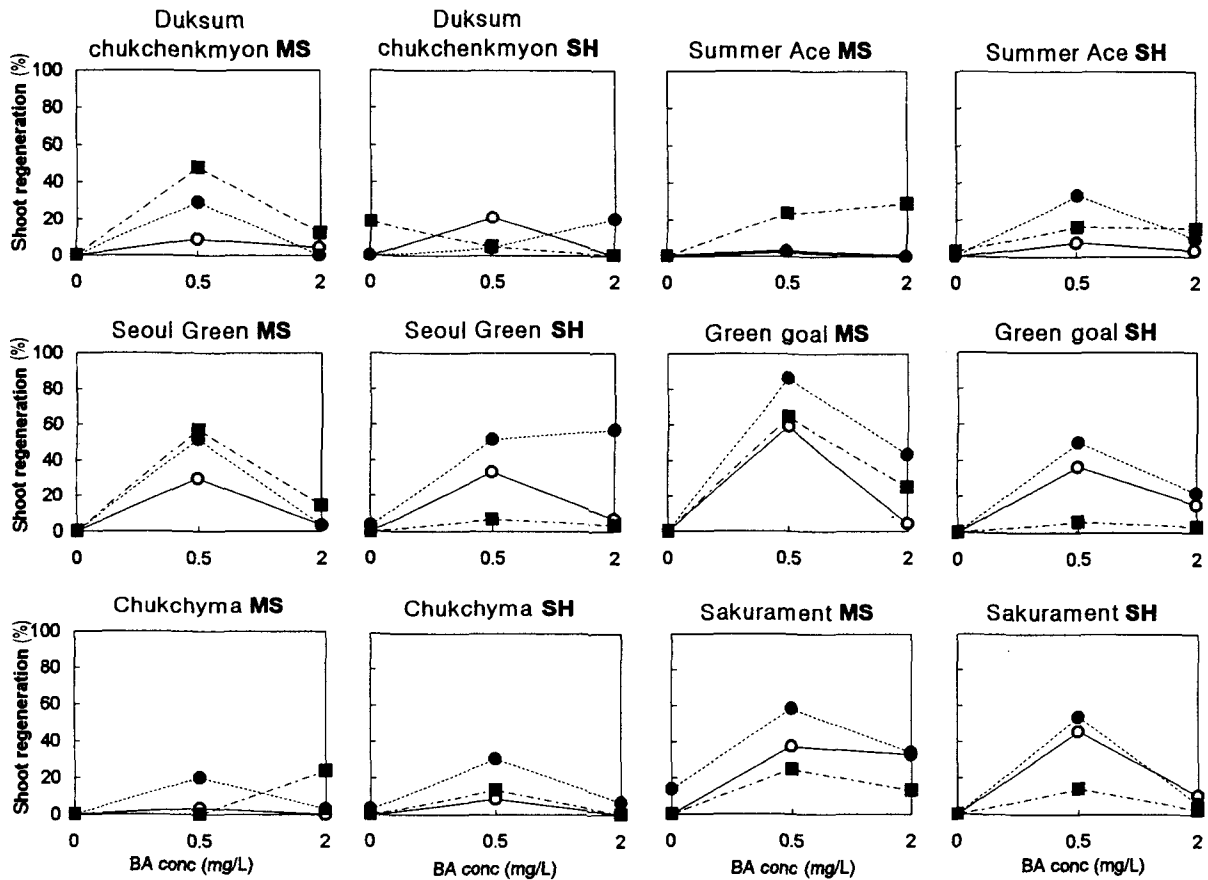 Duksum
chukchenkmyon MS
Duksum
chukchenkmyon SH
Summer Ace MS
Summer Ace SH
Shoot regeneration (%)
100
80
60
40
20
0
0 0.5 2
0 0.5 2
0 0.5 2
0 0.5 2
Seoul Green MS
Seoul Green SH
Green goal MS
Green goal SH
Shoot regeneration (%)
100
80
60
40
20
0
0 0.5 2
0 0.5 2
0 0.5 2
0 0.5 2
Chukchyma MS
Chukchyma SH
Sakurament MS
Sakurament SH
Shoot regeneration (%)
100
80
60
40
20
0
0 0.5 2
0 0.5 2
0 0.5 2
0 0.5 2
BA conc (mg/L)
BA conc (mg/L)
BA conc (mg/L)
BA conc (mg/L)